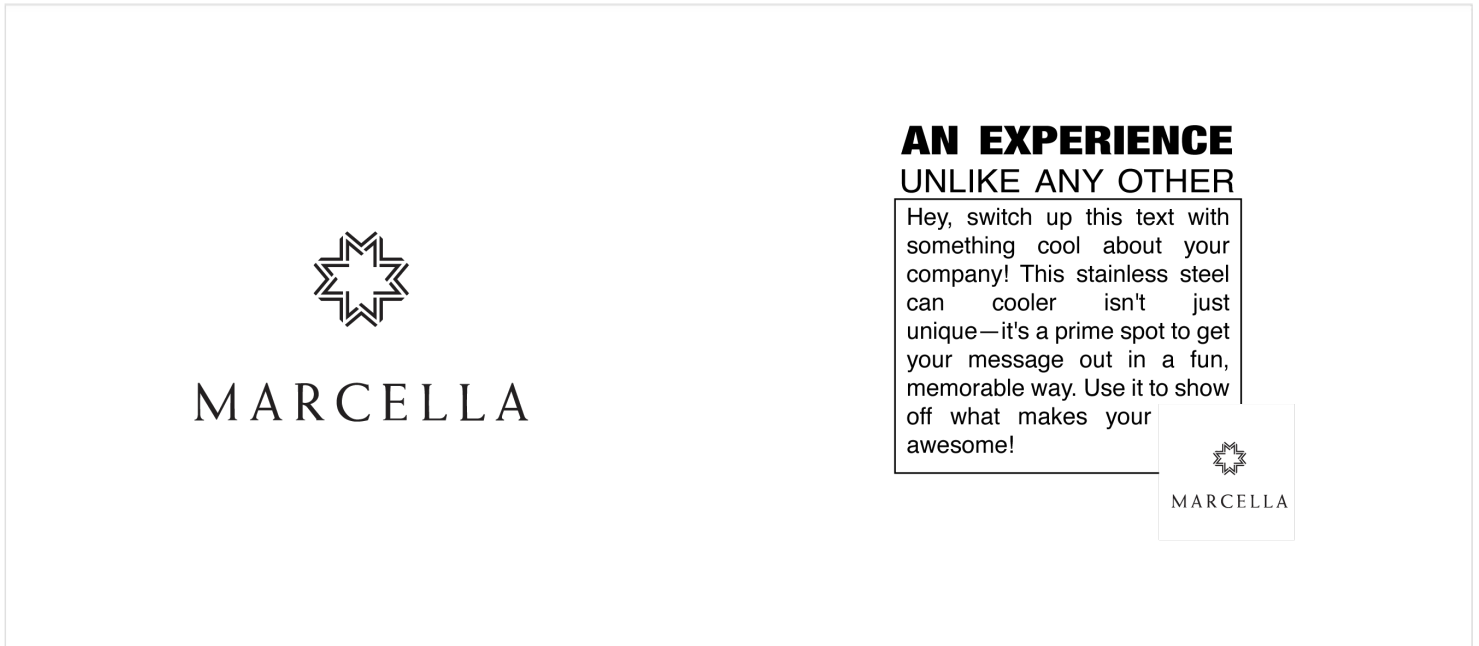 MARCELLA
AN EXPERIENCE
UNLIKE ANY OTHER
Hey, switch up this text with
something cool about your
company! This stainless steel
can cooler isn't just
unique—it's a prime spot to get
your message out in a fun,
memorable way. Use it to show
off what makes your
awesome!
MARCELLA